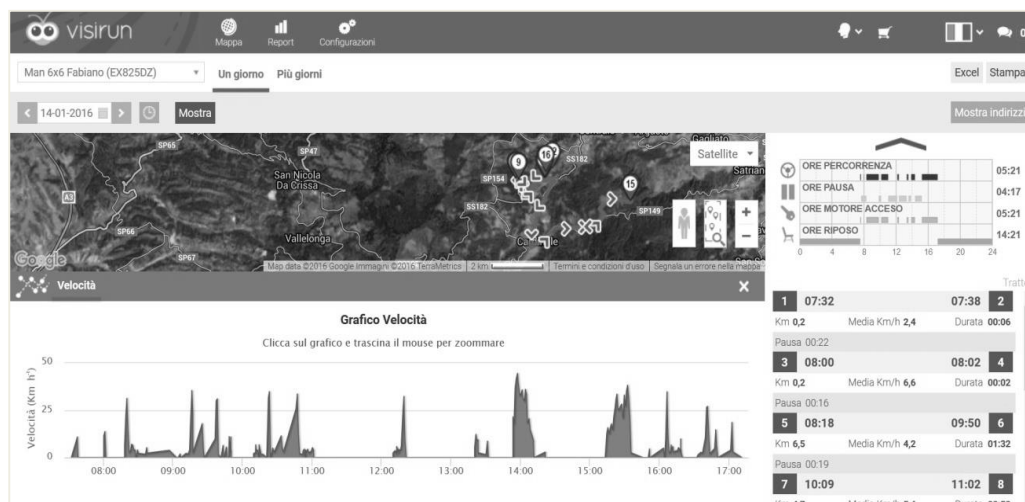 visirun
Mappa Report Configurazioni
Man 6x6 Fabiano (EX825DZ) Un giorno Più giorni Excel Stampa
14-01-2016 Mostra Mostra indirizzi
SP65
SP47
San Nicola
Da Crissa
A3
SP66
SP67
Vallelonga
SP154
SS182
SS182
9
16
15
SP149
Satrian
Satellite
+
−
Google
Map data ©2016 Google Immagini ©2016 TerraMetrics 2 km Termini e condizioni d'uso Segnala un errore nella mappa
ORE PERCORRENZA 05:21
ORE PAUSA 04:17
ORE MOTORE ACCESO 05:21
ORE RIPOSO 14:21
0 4 8 12 16 20 24
Velocità
Grafico Velocità
Clicca sul grafico e trascina il mouse per zoommare
Velocità (Km h')
50
25
0
08:00 09:00 10:00 11:00 12:00 13:00 14:00 15:00 16:00 17:00
Tratte
1 07:32 07:38 2
Km 0,2 Media Km/h 2,4 Durata 00:06
Pausa 00:22
3 08:00 08:02 4
Km 0,2 Media Km/h 6,6 Durata 00:02
Pausa 00:16
5 08:18 09:50 6
Km 6,5 Media Km/h 4,2 Durata 01:32
Pausa 00:19
7 10:09 11:02 8